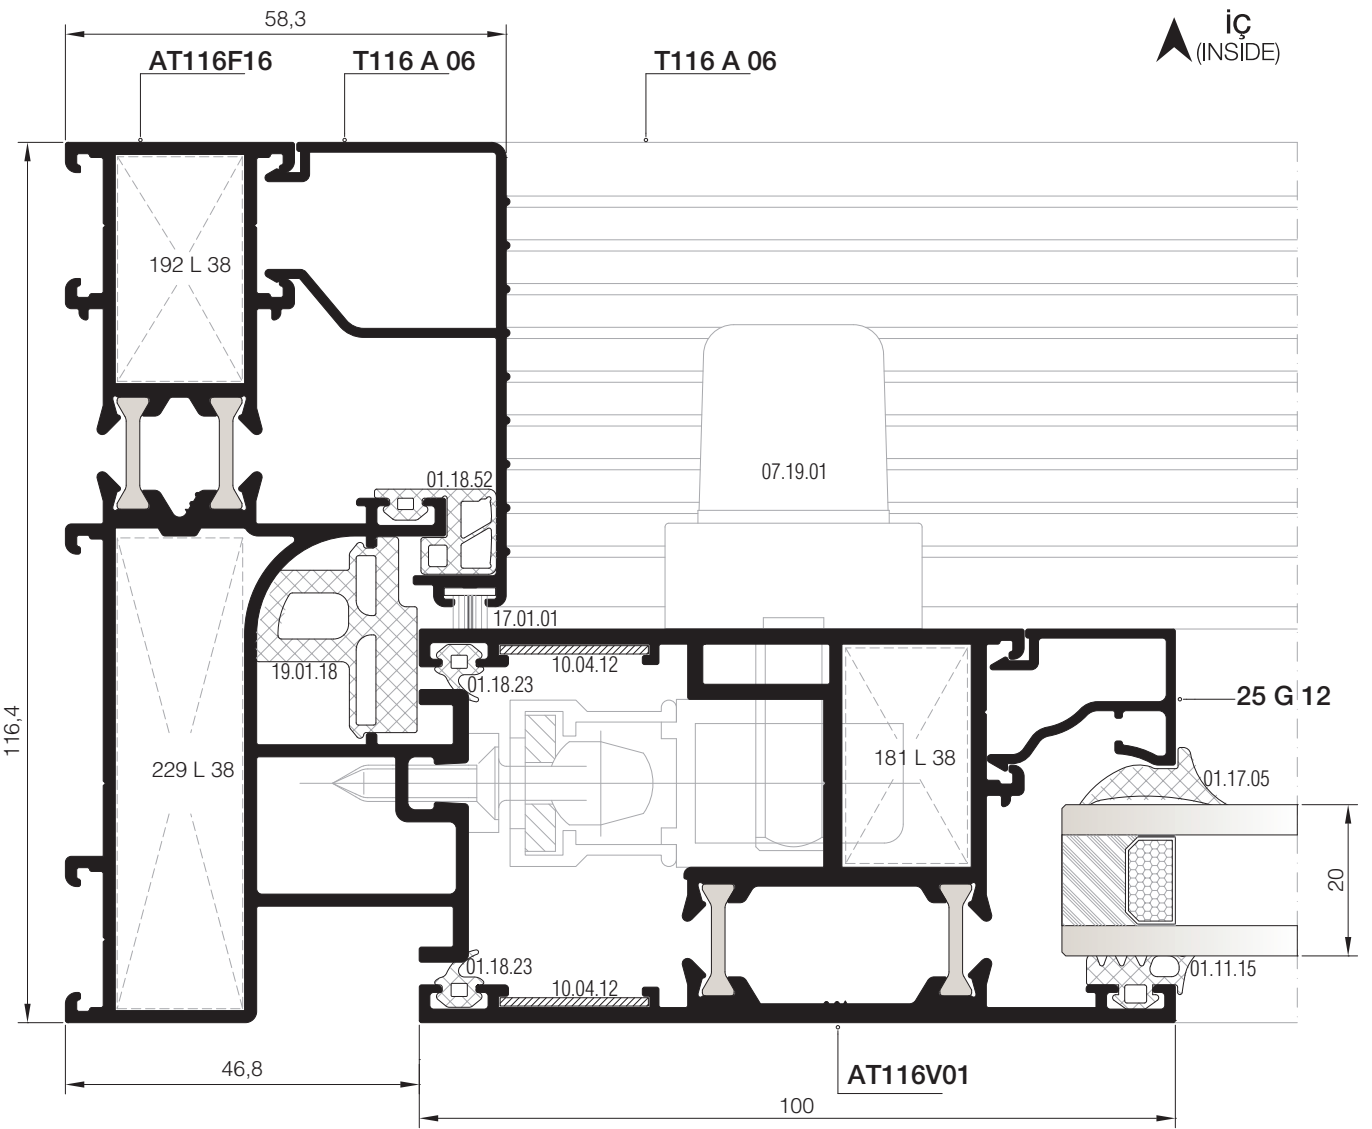 58,3
İÇ
(INSIDE)
AT116F16
T116 A 06
T116 A 06
192 L 38
07.19.01
01.18.52
17.01.01
19.01.18
01.18.23
10.04.12
25 G 12
116,4
229 L 38
181 L 38
01.17.05
20
01.18.23
10.04.12
01.11.15
46,8
AT116V01
100